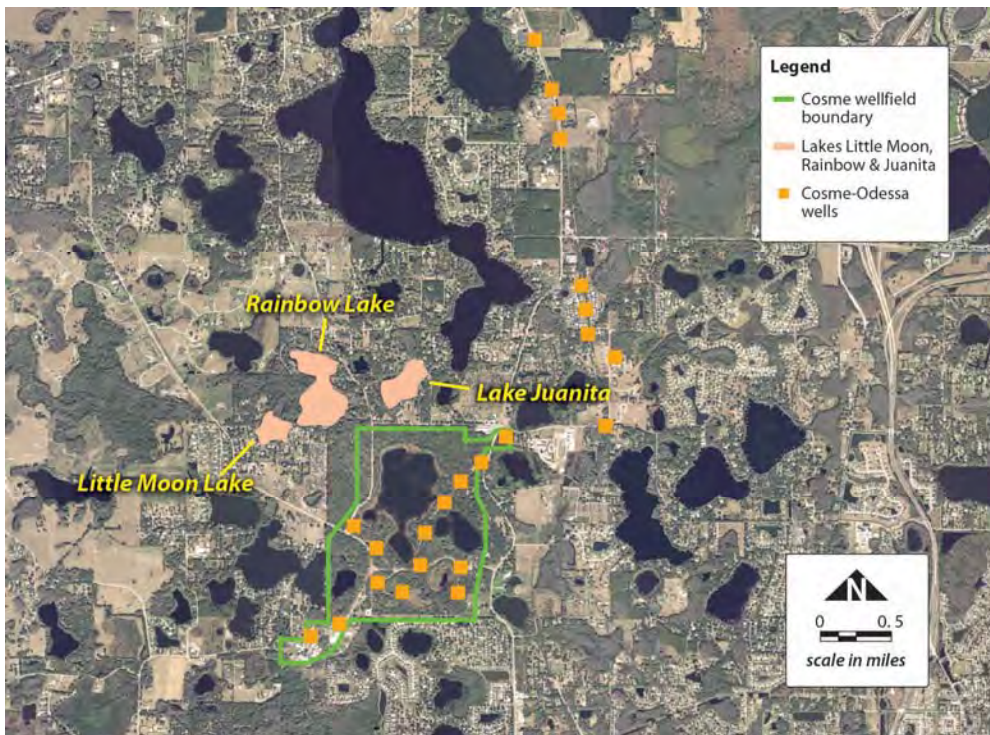 Legend
Cosme wellfield
boundary
Lakes Little Moon,
Rainbow & Juanita
Cosme-Odessa
wells
Rainbow Lake
Lake Juanita
Little Moon Lake
N
0 0.5
scale in miles